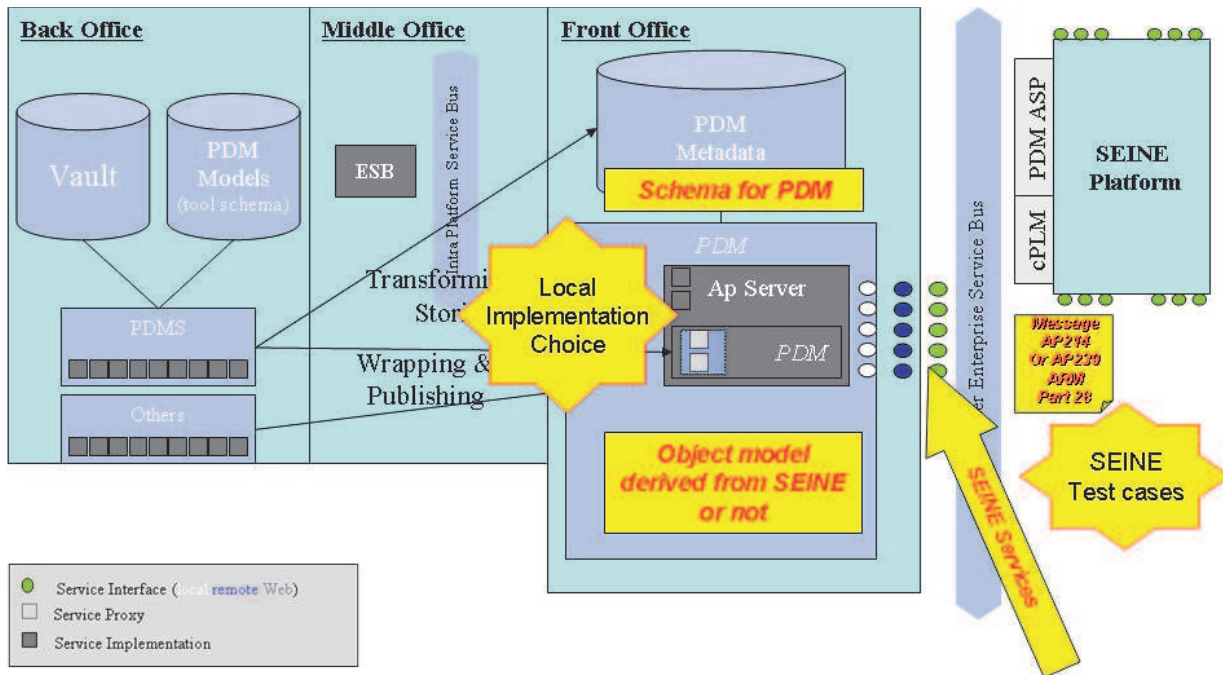 Back Office
Vault
PDM
Models
(tool schema)
PDMS
Others
Middle Office
Intra Platform Service Bus
ESB
Transformi
Stori
Wrapping &
Publishing
Local
Implementation
Choice
Front Office
PDM
Metadata
Schema for PDM
PDM
Ap Server
PDM
Object model
derived from SEINE
or not
er Enterprise Service Bus
SEINE Services
PDM ASP
cPLM
SEINE
Platform
Message
AP214
Or AP239
ARM
Part 28
SEINE
Test cases
Service Interface (local remote Web)
Service Proxy
Service Implementation